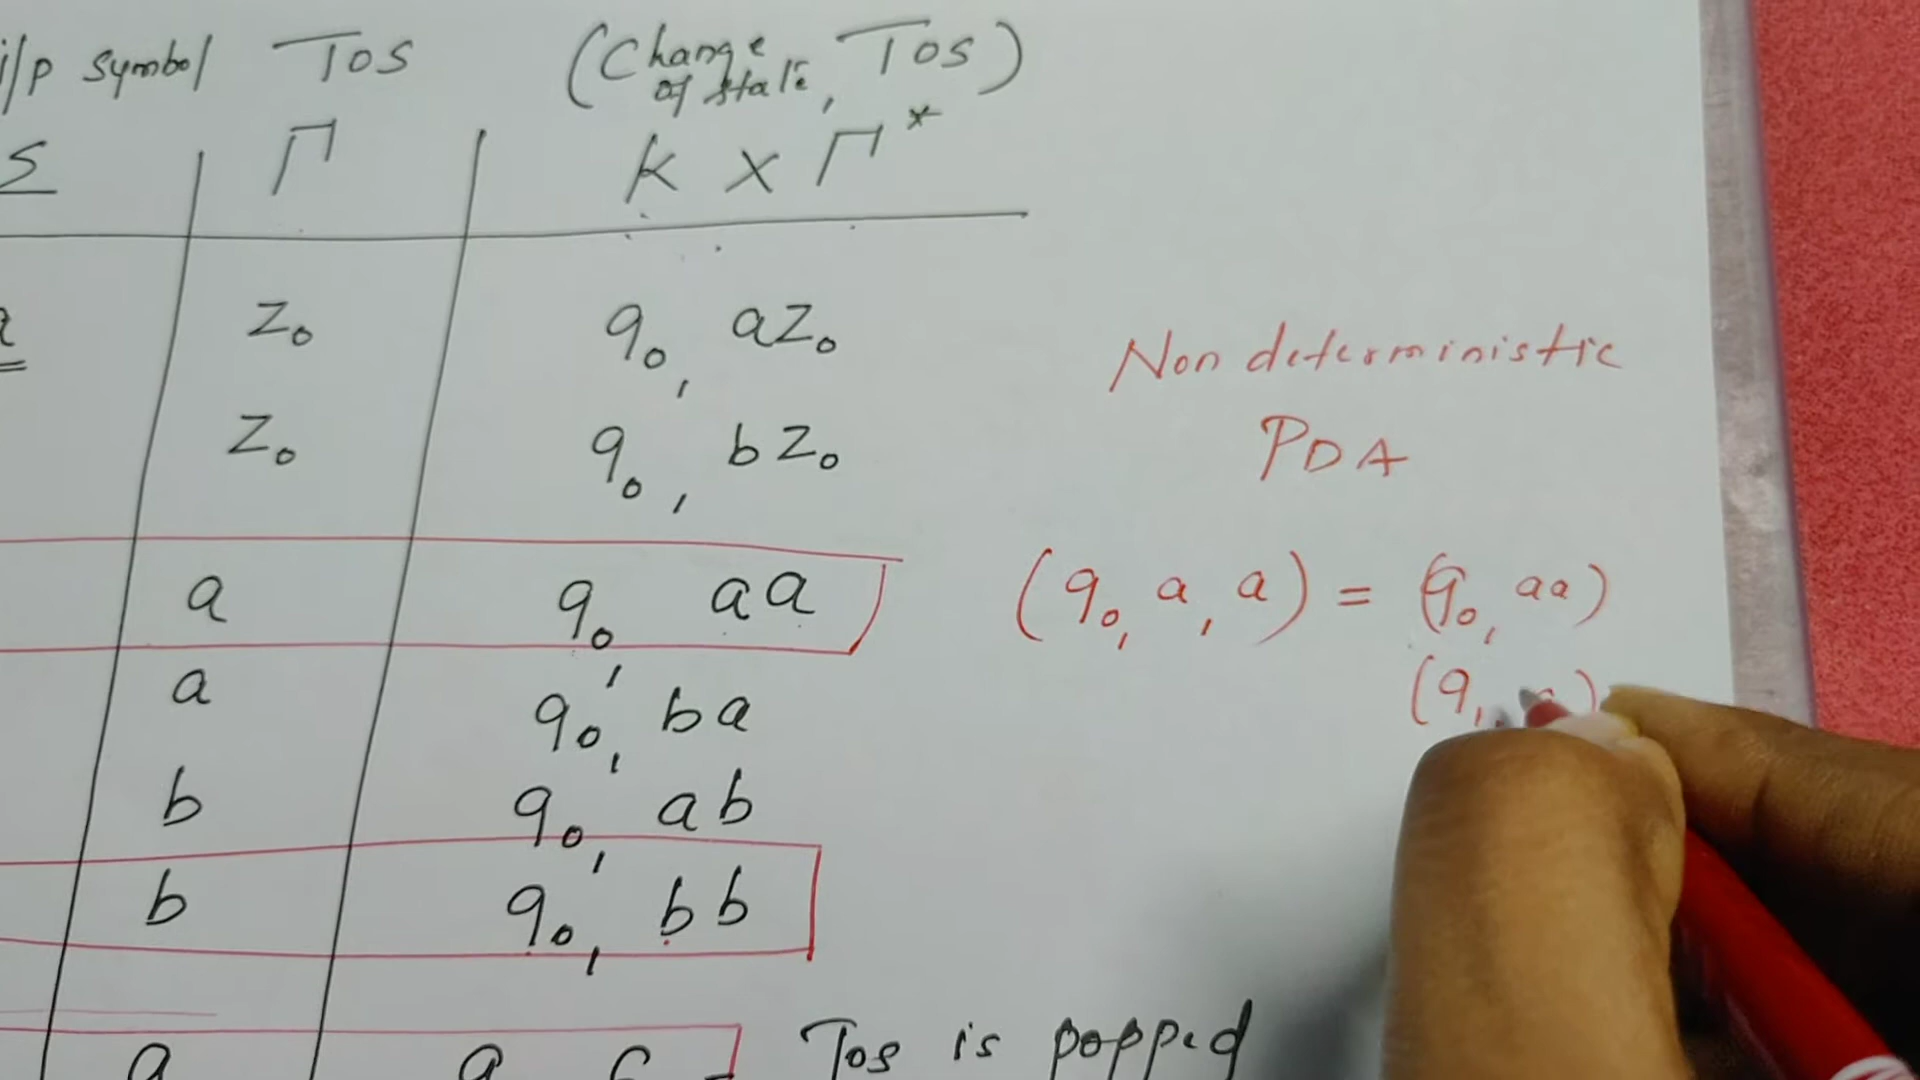 i/p symbol TOS (Change of state, TOS)
Σ Γ K × Γ*
a Z₀ q₀, aZ₀
Z₀ q₀, bZ₀
a q₀, aa
a q₀, ba
b q₀, ab
b q₀, bb
a q
Non deterministic
PDA
(q₀, a, a) = (q₀, aa)
(q₁,
Tos is popped